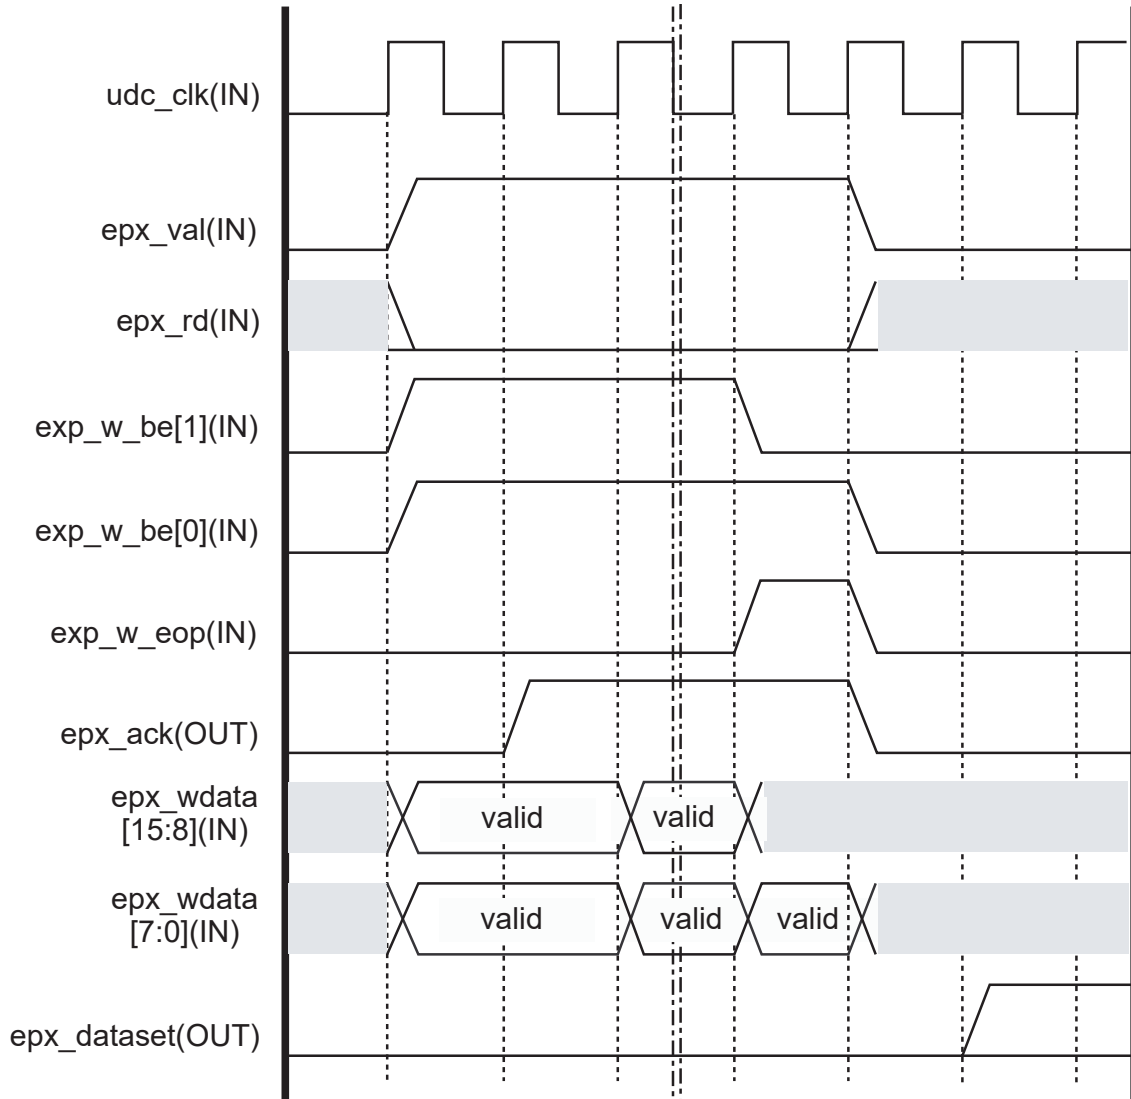 udc_clk(IN)
epx_val(IN)
epx_rd(IN)
exp_w_be[1](IN)
exp_w_be[0](IN)
exp_w_eop(IN)
epx_ack(OUT)
epx_wdata
[15:8](IN)
valid valid
epx_wdata
[7:0](IN)
valid valid valid
epx_dataset(OUT)